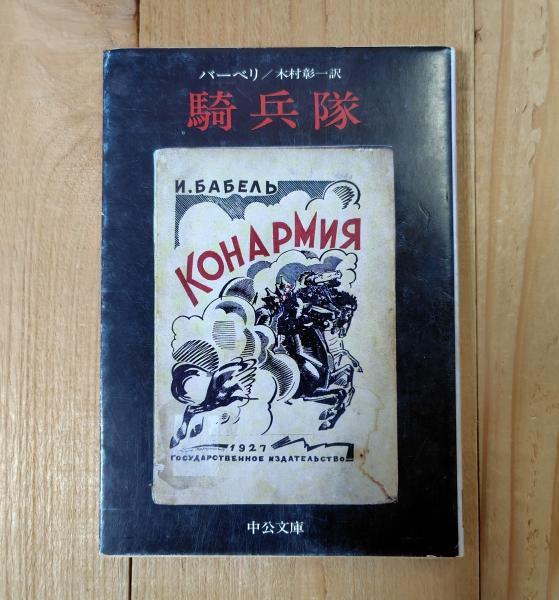 バーベリ/木村彰一訳
騎兵隊
И.БАБЕЛЬ
КОНАРМИЯ
1927
ГОСУДАРСТВЕННОЕ ИЗДАТЕЛЬСТВО
中公文庫